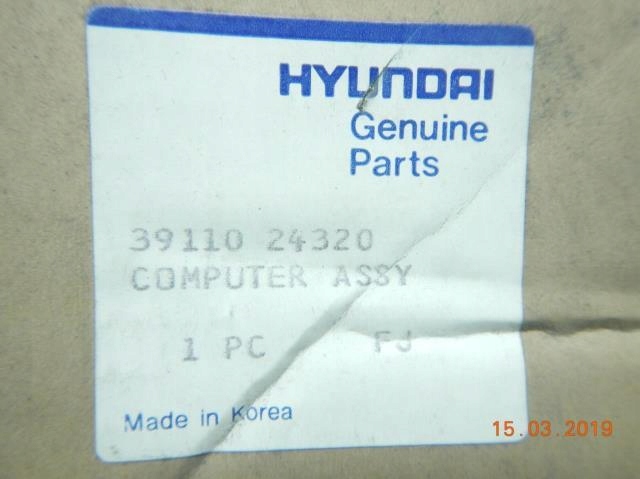 HYUNDAI
Genuine
Parts
39110 24320
COMPUTER ASSY
1 PC FJ
Made in Korea
15.03.2019